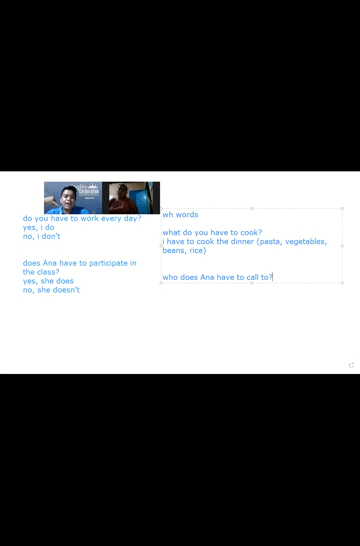 do you have to work every day?
yes, i do
no, i don't
does Ana have to participate in
the class?
yes, she does
no, she doesn't
wh words
what do you have to cook?
i have to cook the dinner (pasta, vegetables,
beans, rice)
who does Ana have to call to?